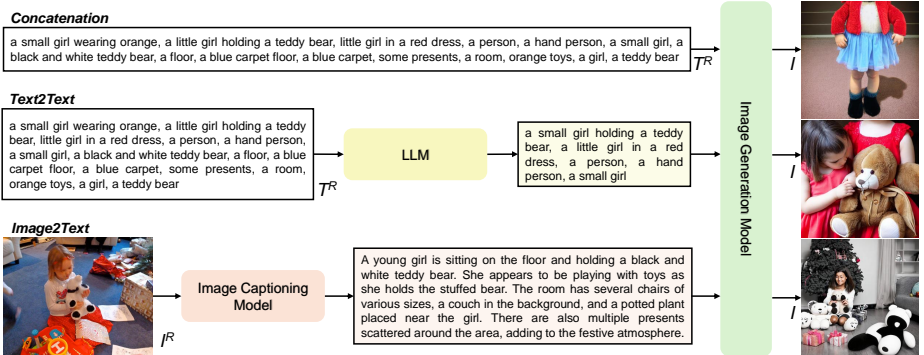 Concatenation
a small girl wearing orange, a little girl holding a teddy bear, little girl in a red dress, a person, a hand person, a small girl, a
black and white teddy bear, a floor, a blue carpet floor, a blue carpet, some presents, a room, orange toys, a girl, a teddy bear
T^R
I
Text2Text
a small girl wearing orange, a little girl holding a teddy
bear, little girl in a red dress, a person, a hand person,
a small girl, a black and white teddy bear, a floor, a blue
carpet floor, a blue carpet, some presents, a room,
orange toys, a girl, a teddy bear
T^R
LLM
a small girl holding a teddy
bear, a little girl in a red
dress, a person, a hand
person, a small girl
Image Generation Model
I
Image2Text
I^R
Image Captioning
Model
A young girl is sitting on the floor and holding a black and
white teddy bear. She appears to be playing with toys as
she holds the stuffed bear. The room has several chairs of
various sizes, a couch in the background, and a potted plant
placed near the girl. There are also multiple presents
scattered around the area, adding to the festive atmosphere.
I